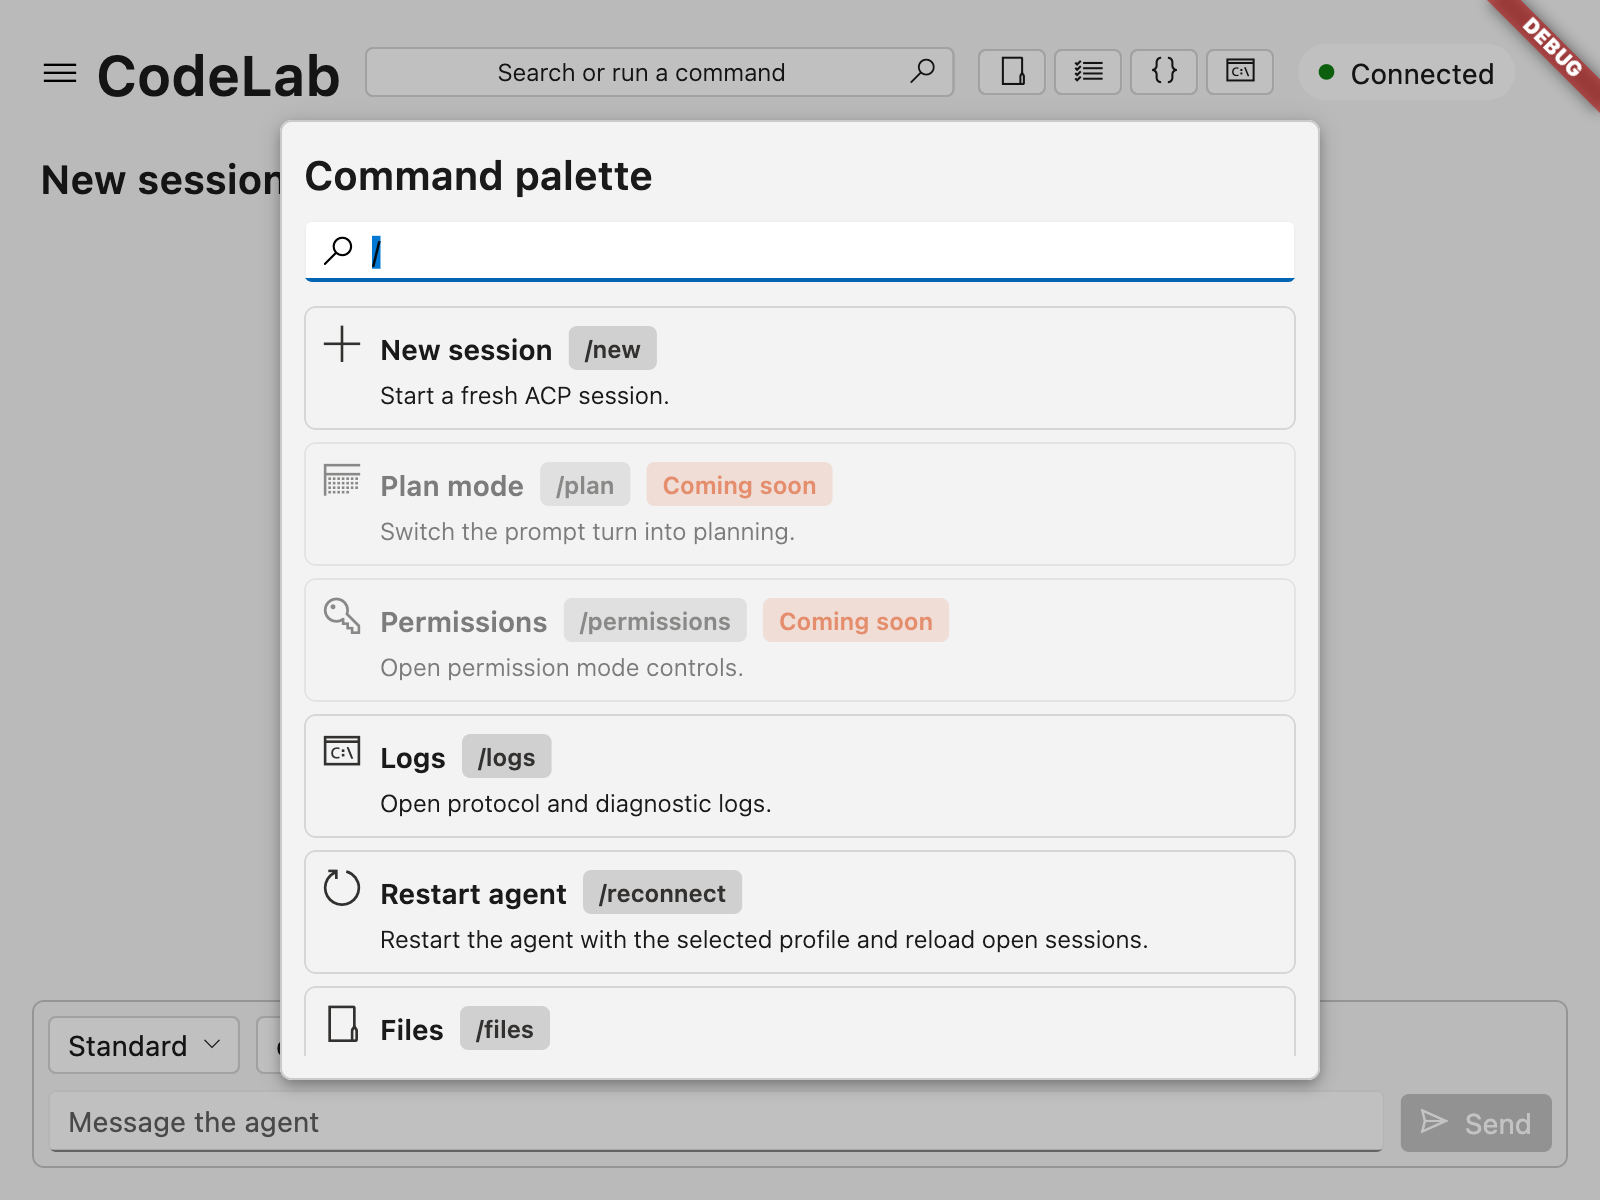 CodeLab
Search or run a command
Connected
DEBUG
New session
Command palette
/
New session /new
Start a fresh ACP session.
Plan mode /plan Coming soon
Switch the prompt turn into planning.
Permissions /permissions Coming soon
Open permission mode controls.
C:\ Logs /logs
Open protocol and diagnostic logs.
Restart agent /reconnect
Restart the agent with the selected profile and reload open sessions.
Files /files
Standard
Message the agent
Send